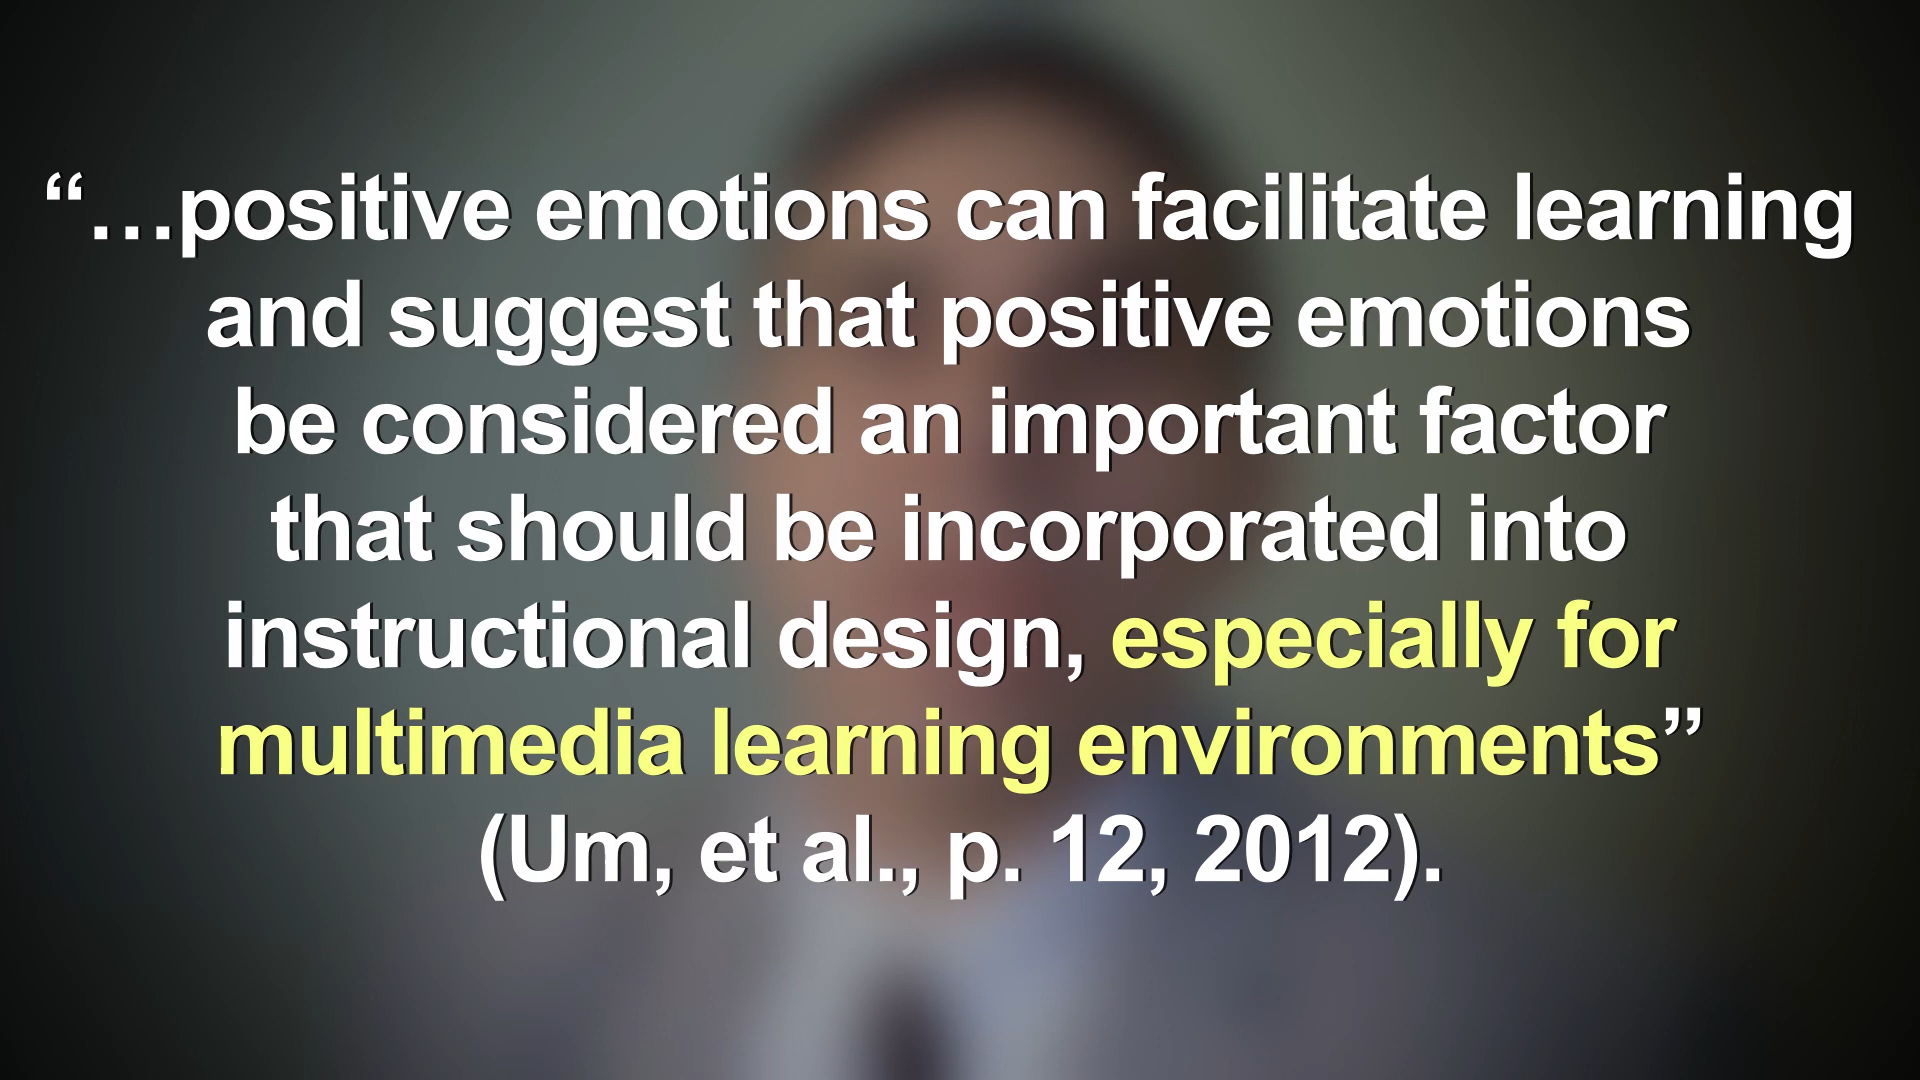 “…positive emotions can facilitate learning
and suggest that positive emotions
be considered an important factor
that should be incorporated into
instructional design, especially for
multimedia learning environments”
(Um, et al., p. 12, 2012).